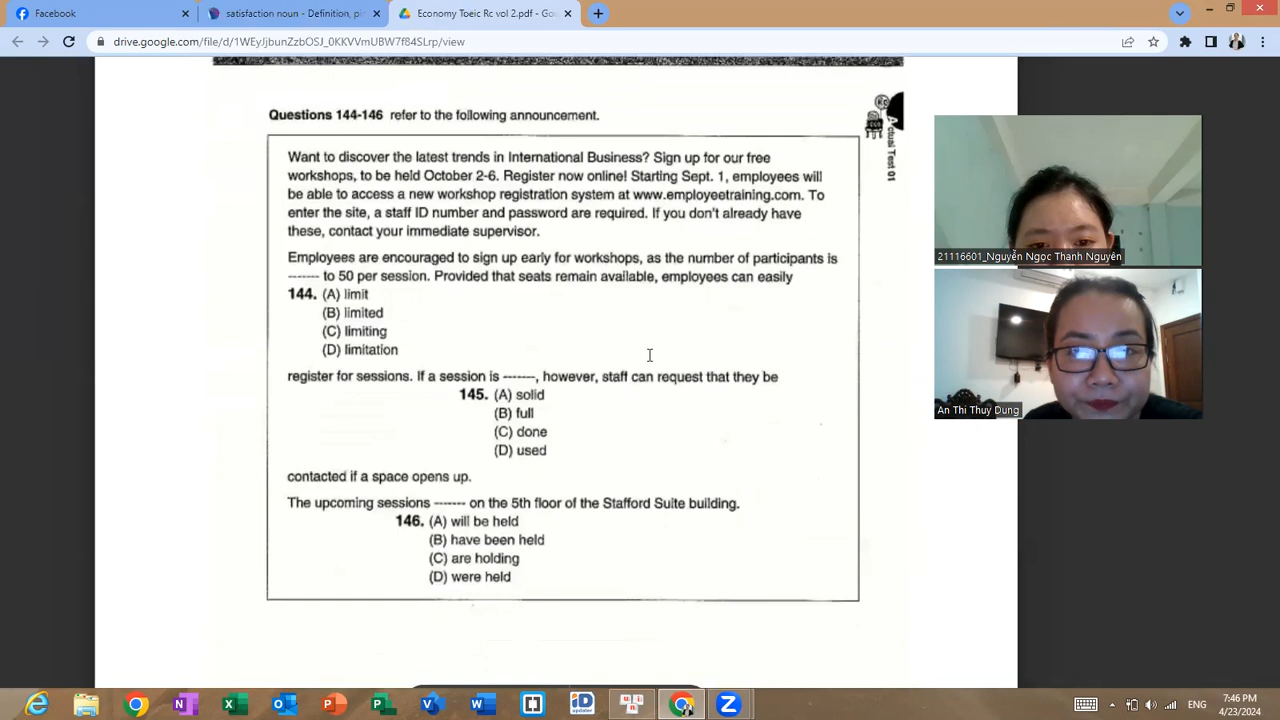 Facebook
satisfaction noun - Definition, pi
Economy Toeic Rc vol 2.pdf - Go
drive.google.com/file/d/1WEyJjbunZzbOSJ_0KKVVmUBW7f84SLrp/view
Questions 144-146 refer to the following announcement.
Actual Test 01
Want to discover the latest trends in International Business? Sign up for our free
workshops, to be held October 2-6. Register now online! Starting Sept. 1, employees will
be able to access a new workshop registration system at www.employeetraining.com. To
enter the site, a staff ID number and password are required. If you don't already have
these, contact your immediate supervisor.
Employees are encouraged to sign up early for workshops, as the number of participants is
------- to 50 per session. Provided that seats remain available, employees can easily
144. (A) limit
(B) limited
(C) limiting
(D) limitation
register for sessions. If a session is -------, however, staff can request that they be
145. (A) solid
(B) full
(C) done
(D) used
contacted if a space opens up.
The upcoming sessions ------- on the 5th floor of the Stafford Suite building.
146. (A) will be held
(B) have been held
(C) are holding
(D) were held
21116601_Nguyễn Ngọc Thanh Nguyên
An Thi Thuy Dung
ENG
7:46 PM
4/23/2024